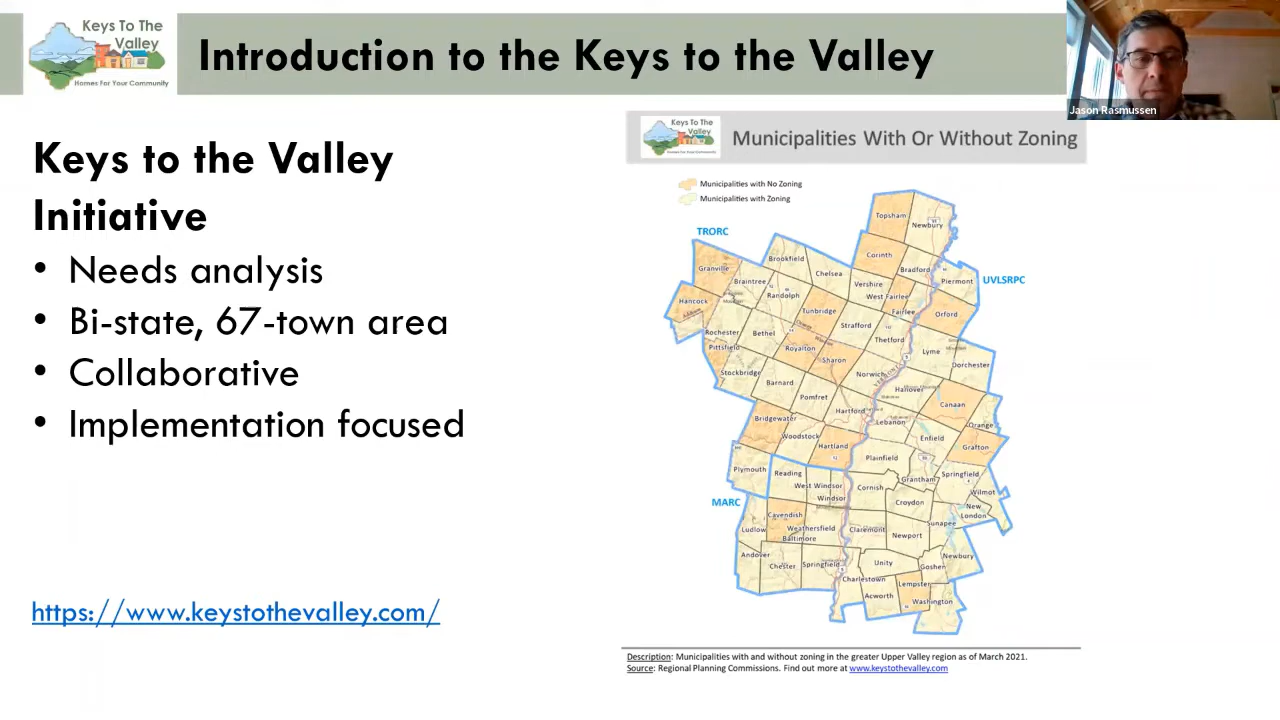 Keys To The
Valley
Homes For Your Community
Introduction to the Keys to the Valley
Jason Rasmussen
Keys to the Valley
Initiative
• Needs analysis
• Bi-state, 67-town area
• Collaborative
• Implementation focused
https://www.keystothevalley.com/
Keys To The
Valley
Homes For Your Community
Municipalities With Or Without Zoning
Municipalities with No Zoning
Municipalities with Zoning
TRORC
UVLSRPC
MARC
Topsham
Newbury
Brookfield
Corinth
Granville
Chelsea
Bradford
Piermont
Braintree
Vershire
Randolph
West Fairlee
Hancock
Tunbridge
Fairlee
Orford
Strafford
Rochester
Bethel
Thetford
Pittsfield
Royalton
Lyme
Sharon
Dorchester
Stockbridge
Norwich
Barnard
Hanover
Pomfret
Canaan
Hartford
Bridgewater
Lebanon
Orange
Woodstock
Enfield
Hartland
Grafton
Plainfield
Plymouth
Reading
Springfield
Grantham
West Windsor
Cornish
Wilmot
Windsor
Croydon
New
London
Cavendish
Sunapee
Ludlow
Weathersfield
Claremont
Newport
Baltimore
Andover
Newbury
Chester
Springfield
Unity
Goshen
Charlestown
Lempster
Acworth
Washington
Description: Municipalities with and without zoning in the greater Upper Valley region as of March 2021.
Source: Regional Planning Commissions. Find out more at www.keystothevalley.com